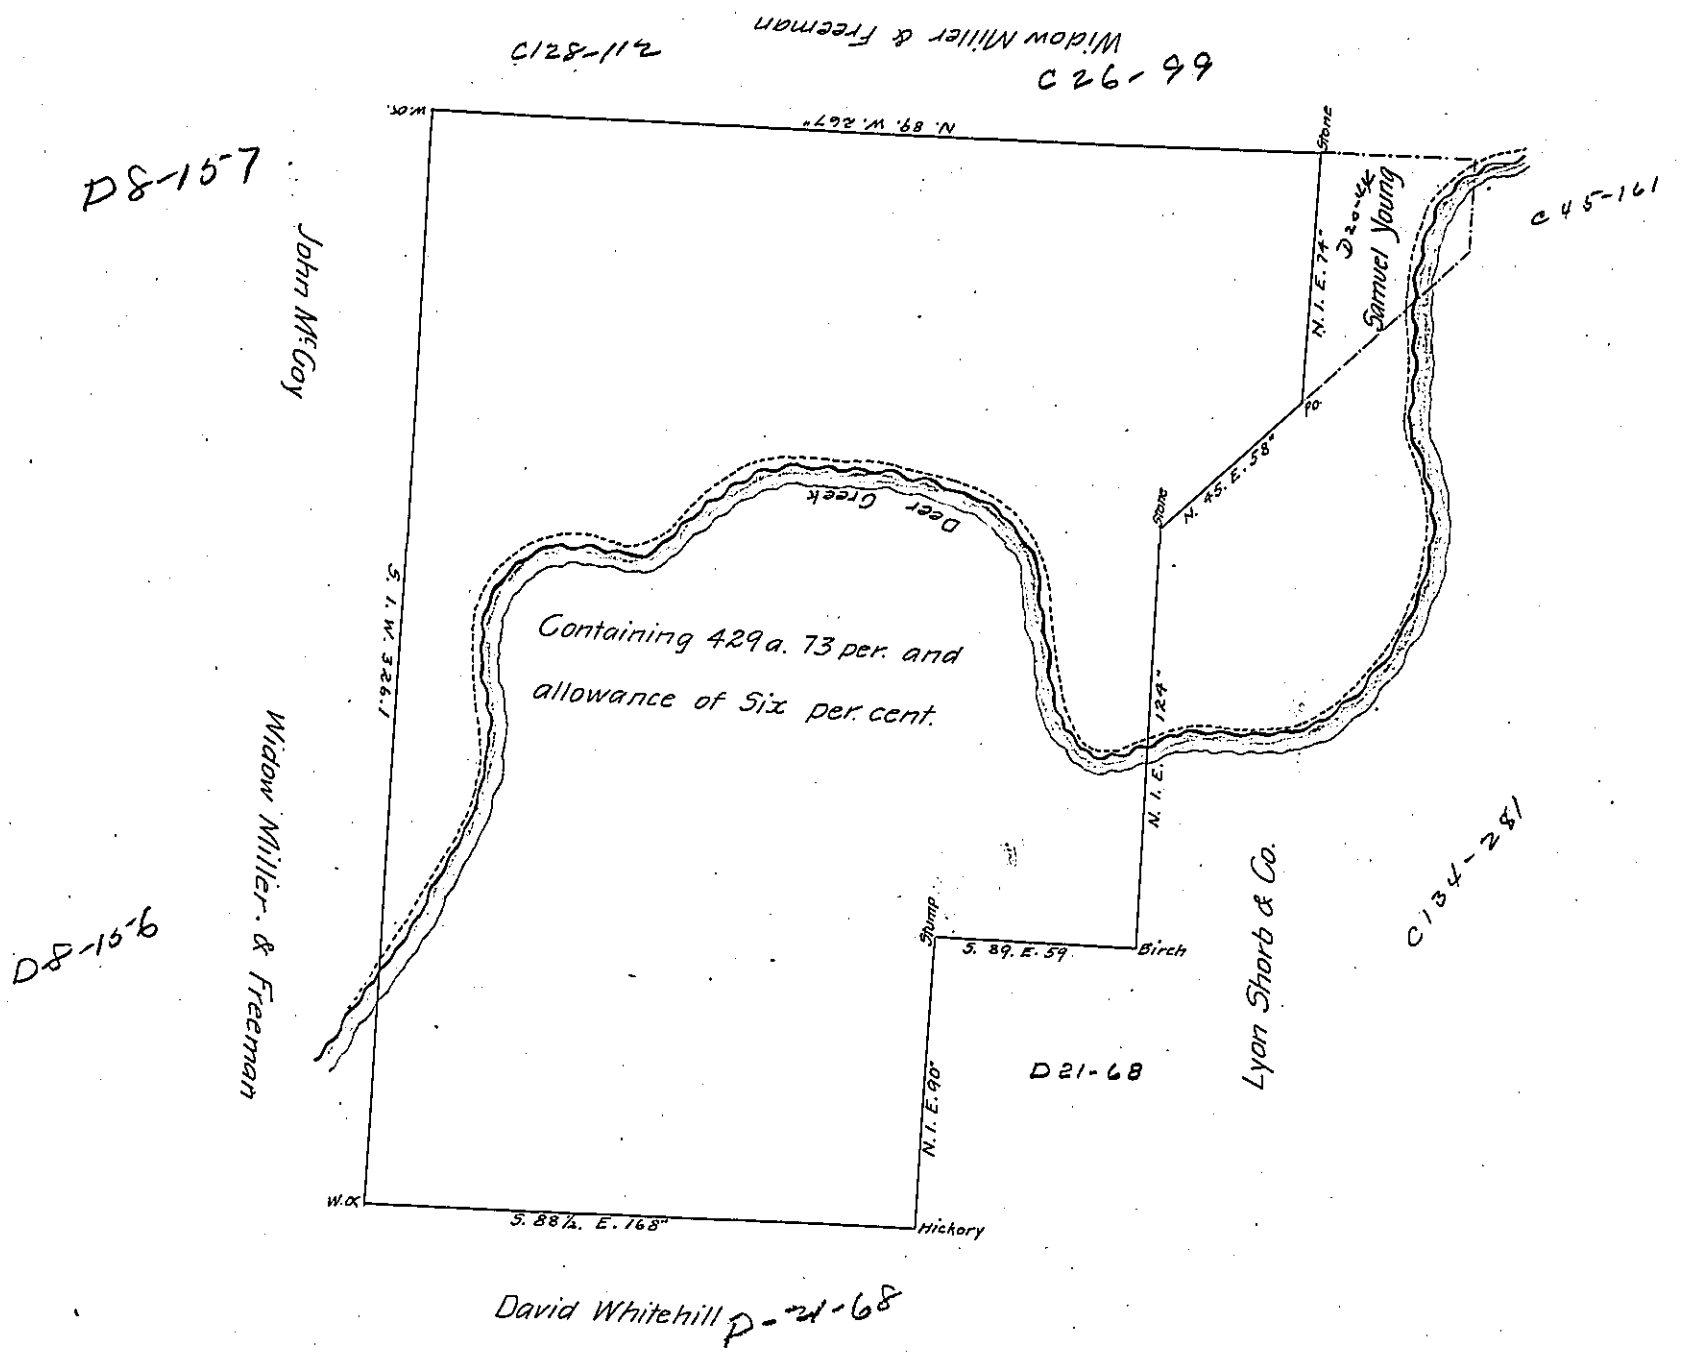 Widow Miller & Freeman
C128-112
C26-99
W.O.
N. 89. W. 267"
Stone
D8-157
John McCoy
D20-44
Samuel Young
C45-161
N. 1. E. 74"
P.O.
N. 45. E. 58"
Stone
Deer Creek
S. 1. W. 326.1
Containing 429 a. 73 per. and
allowance of Six per. cent.
N. 1. E. 124"
Widow Miller. & Freeman
D8-156
Stump
S. 89. E. 59
Birch
Lyon Shorb & Co.
C134-281
D21-68
N. 1. E. 90"
W.O.
S. 88½. E. 168"
Hickory
David Whitehill D-21-68